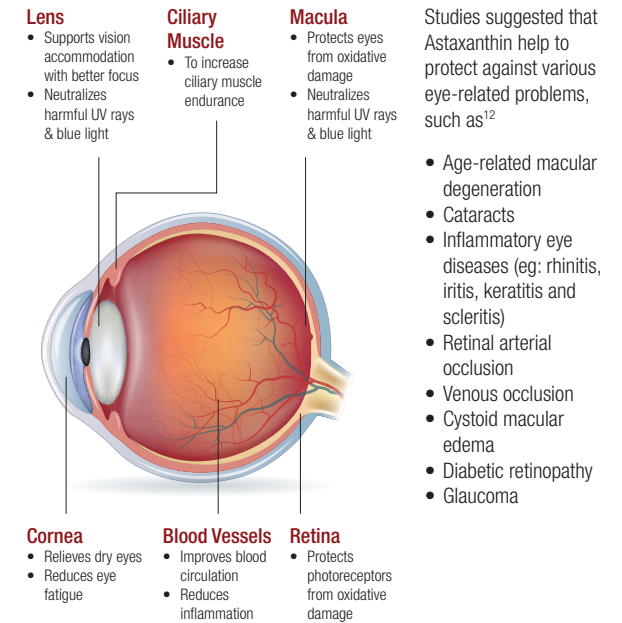 Lens
• Supports vision
accommodation
with better focus
• Neutralizes
harmful UV rays
& blue light
Ciliary
Muscle
• To increase
ciliary muscle
endurance
Macula
• Protects eyes
from oxidative
damage
• Neutralizes
harmful UV rays
& blue light
Studies suggested that
Astaxanthin help to
protect against various
eye-related problems,
such as12
• Age-related macular
degeneration
• Cataracts
• Inflammatory eye
diseases (eg: rhinitis,
iritis, keratitis and
scleritis)
• Retinal arterial
occlusion
• Venous occlusion
• Cystoid macular
edema
• Diabetic retinopathy
• Glaucoma
Cornea
• Relieves dry eyes
• Reduces eye
fatigue
Blood Vessels
• Improves blood
circulation
• Reduces
inflammation
Retina
• Protects
photoreceptors
from oxidative
damage